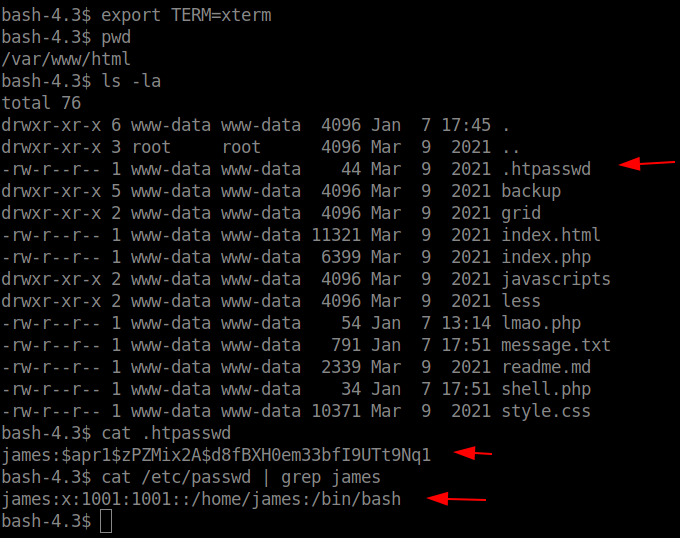 bash-4.3$ export TERM=xterm
bash-4.3$ pwd
/var/www/html
bash-4.3$ ls -la
total 76
drwxr-xr-x 6 www-data www-data  4096 Jan  7 17:45 .
drwxr-xr-x 3 root     root      4096 Mar  9  2021 ..
-rw-r--r-- 1 www-data www-data    44 Mar  9  2021 .htpasswd
drwxr-xr-x 5 www-data www-data  4096 Mar  9  2021 backup
drwxr-xr-x 2 www-data www-data  4096 Mar  9  2021 grid
-rw-r--r-- 1 www-data www-data 11321 Mar  9  2021 index.html
-rw-r--r-- 1 www-data www-data  6399 Mar  9  2021 index.php
drwxr-xr-x 2 www-data www-data  4096 Mar  9  2021 javascripts
drwxr-xr-x 2 www-data www-data  4096 Mar  9  2021 less
-rw-r--r-- 1 www-data www-data    54 Jan  7 13:14 lmao.php
-rw-r--r-- 1 www-data www-data   791 Jan  7 17:51 message.txt
-rw-r--r-- 1 www-data www-data  2339 Mar  9  2021 readme.md
-rw-r--r-- 1 www-data www-data    34 Jan  7 17:51 shell.php
-rw-r--r-- 1 www-data www-data 10371 Mar  9  2021 style.css
bash-4.3$ cat .htpasswd
james:$apr1$zPZMix2A$d8fBXH0em33bfI9UTt9Nq1
bash-4.3$ cat /etc/passwd | grep james
james:x:1001:1001::/home/james:/bin/bash
bash-4.3$